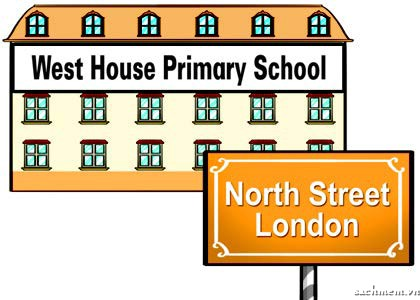 West House Primary School
North Street
London
sachmem.vn